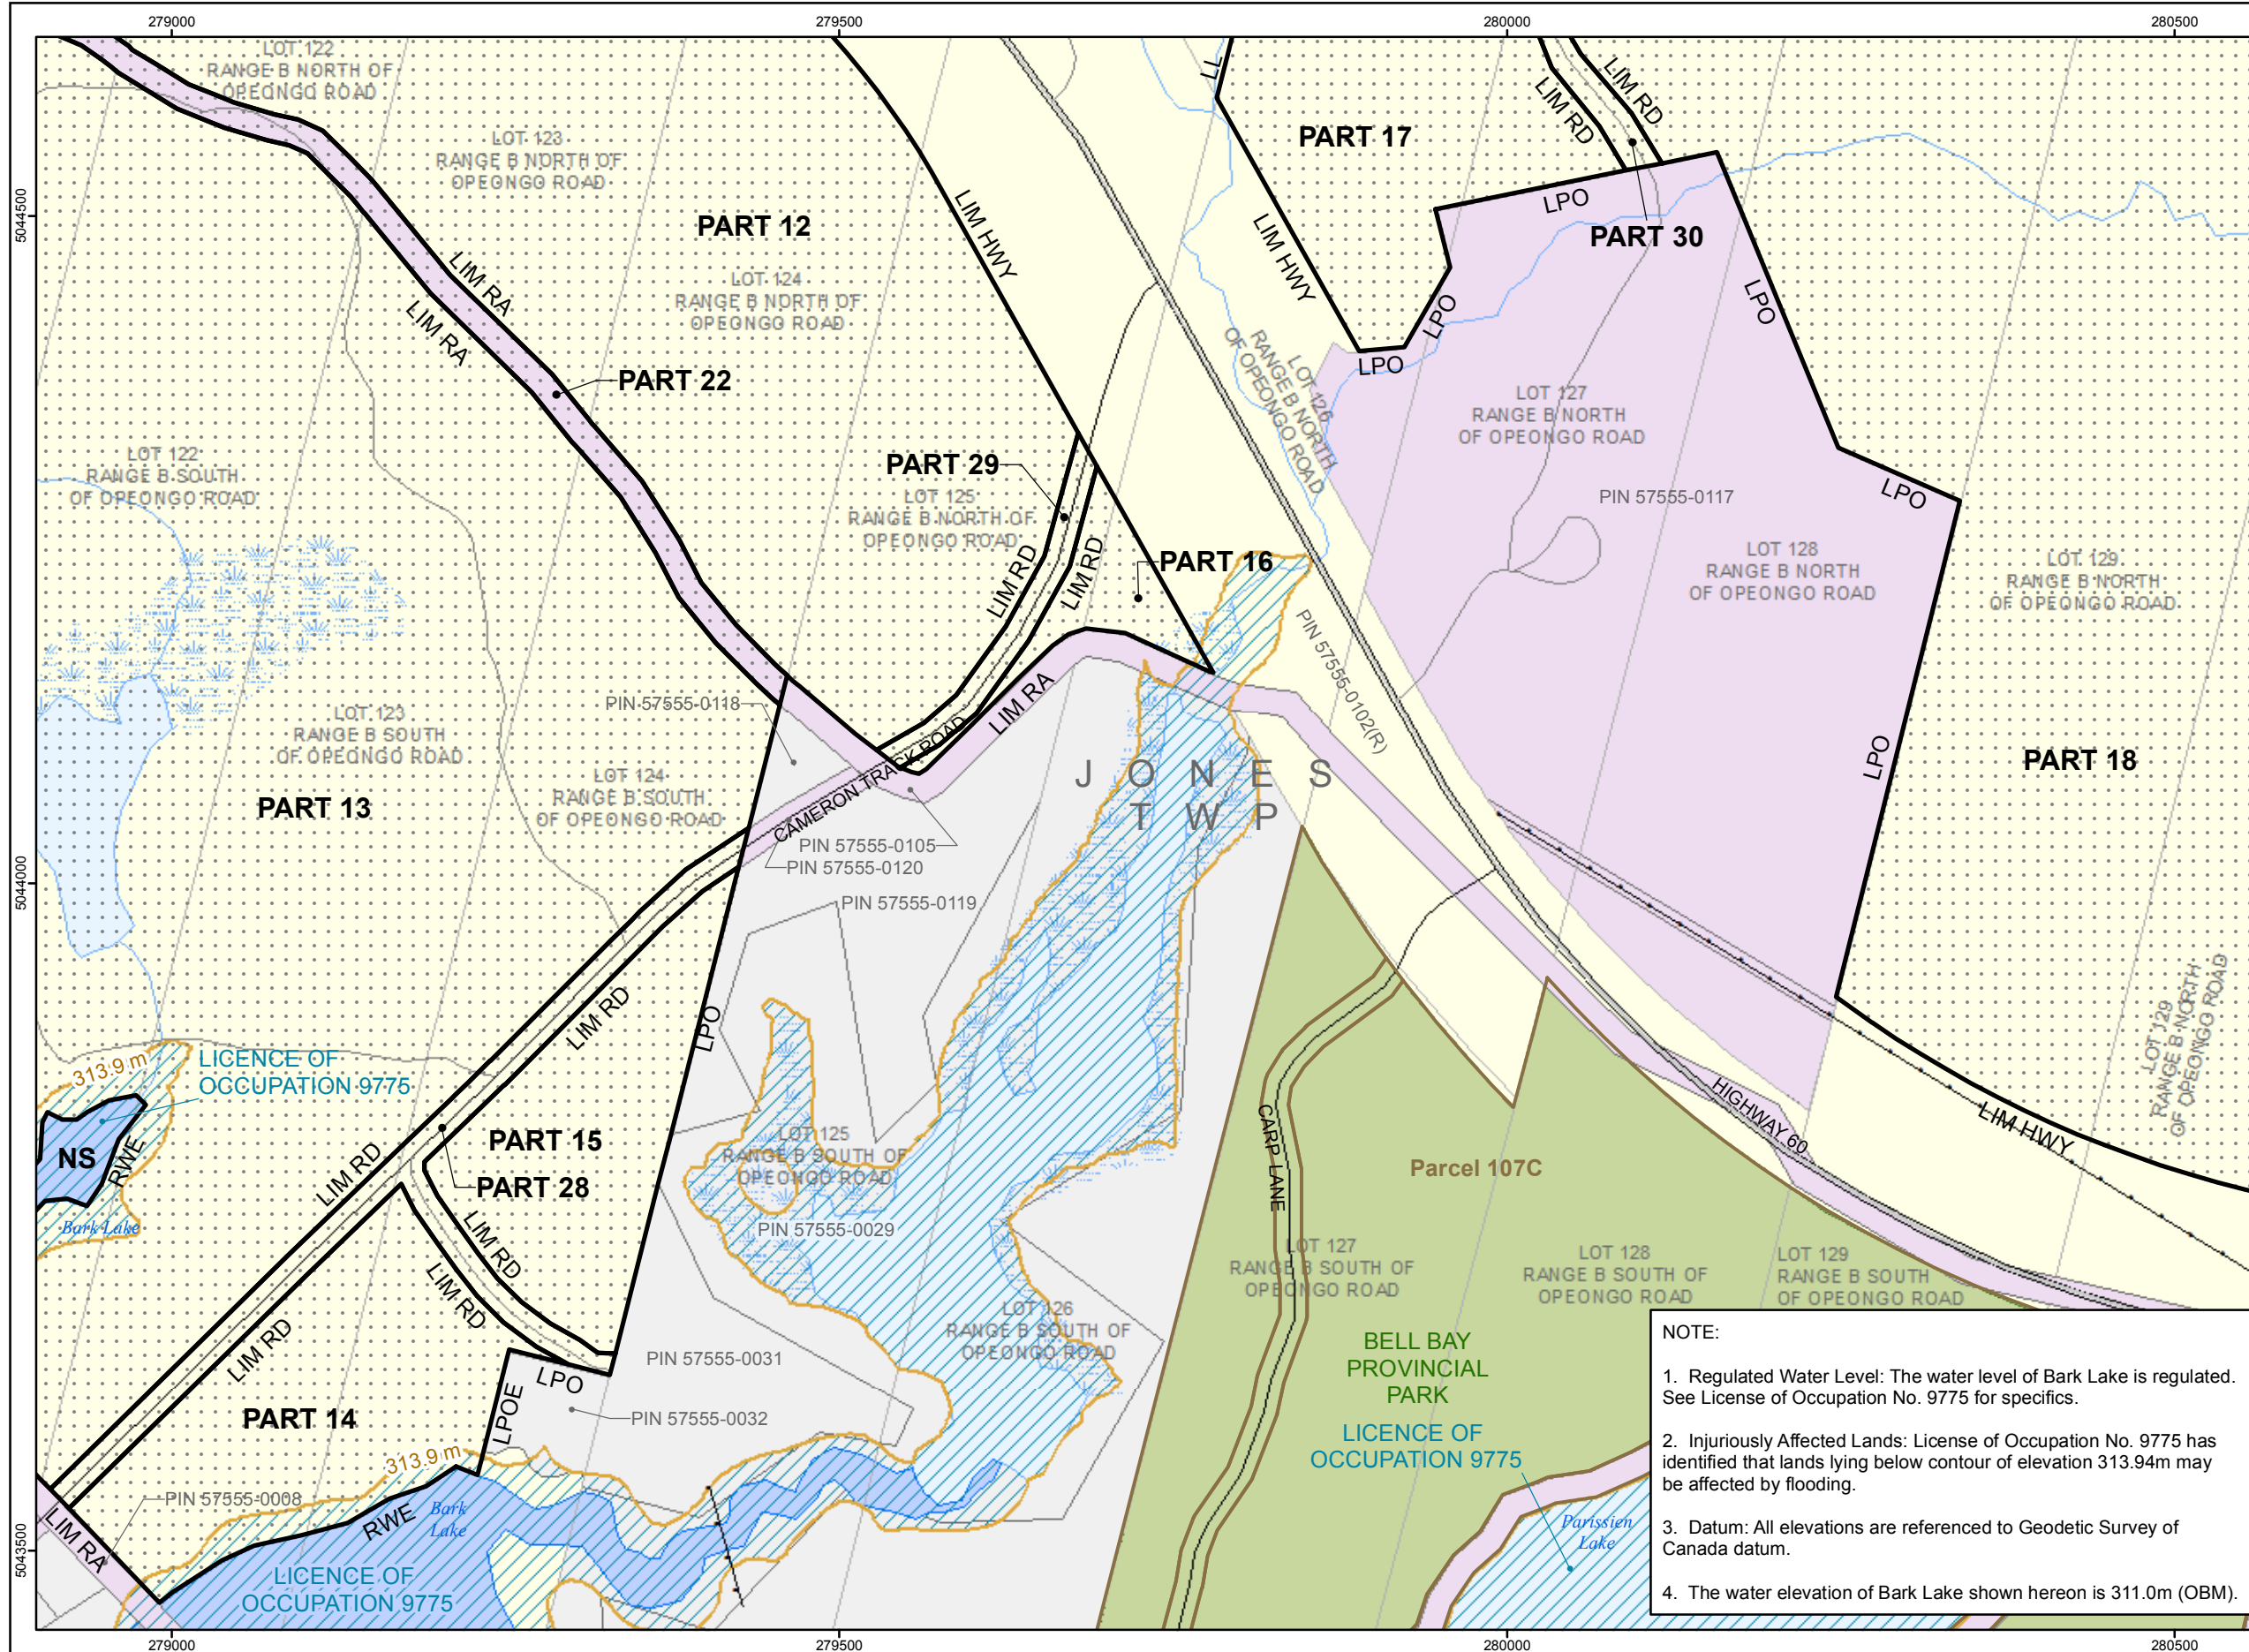 279000
279500
280000
280500
LOT 122
RANGE B NORTH OF
OPEONGO ROAD
LL
LIM RD
LIM RD
LOT 123
RANGE B NORTH OF
OPEONGO ROAD
PART 17
5044500
PART 12
LIM HWY
LIM HWY
LPO
PART 30
LIM RA
LIM RA
LOT 124
RANGE B NORTH OF
OPEONGO ROAD
LPO
LPO
LPO
PART 22
LOT 126
RANGE B NORTH
OF OPEONGO ROAD
LOT 127
RANGE B NORTH
OF OPEONGO ROAD
LOT 122
RANGE B SOUTH
OF OPEONGO ROAD
PART 29
LOT 125
RANGE B NORTH OF
OPEONGO ROAD
PIN 57555-0117
LPO
LIM RD
LIM RD
PART 16
LOT 128
RANGE B NORTH
OF OPEONGO ROAD
LOT 129
RANGE B NORTH
OF OPEONGO ROAD
PIN 57555-0102(R)
PIN 57555-0118
LIM RA
LOT 123
RANGE B SOUTH
OF OPEONGO ROAD
CAMERON TRACK ROAD
LPO
PART 18
JONES
TWP
LOT 124
RANGE B SOUTH
OF OPEONGO ROAD
PART 13
PIN 57555-0105
PIN 57555-0120
5044000
PIN 57555-0119
LIM RD
LPO
LOT 129
RANGE B NORTH
OF OPEONGO ROAD
313.9 m
LICENCE OF
OCCUPATION 9775
CARP LANE
HIGHWAY 60
LIM HWY
NS
RWE
LIM RD
PART 15
PART 28
LOT 125
RANGE B SOUTH OF
OPEONGO ROAD
Parcel 107C
Bark Lake
PIN 57555-0029
LIM RD
LIM RD
LOT 127
RANGE B SOUTH OF
OPEONGO ROAD
LOT 128
RANGE B SOUTH OF
OPEONGO ROAD
LOT 129
RANGE B SOUTH
OF OPEONGO ROAD
LIM RD
LOT 126
RANGE B SOUTH OF
OPEONGO ROAD
PIN 57555-0031
LPO
LPOE
PIN 57555-0032
PART 14
BELL BAY
PROVINCIAL
PARK
LICENCE OF
OCCUPATION 9775
313.9 m
PIN 57555-0008
LIM RA
RWE
Bark
Lake
Parissien
Lake
5043500
LICENCE OF
OCCUPATION 9775
NOTE:
1. Regulated Water Level: The water level of Bark Lake is regulated.
See License of Occupation No. 9775 for specifics.
2. Injuriously Affected Lands: License of Occupation No. 9775 has
identified that lands lying below contour of elevation 313.94m may
be affected by flooding.
3. Datum: All elevations are referenced to Geodetic Survey of
Canada datum.
4. The water elevation of Bark Lake shown hereon is 311.0m (OBM).
279000
279500
280000
280500